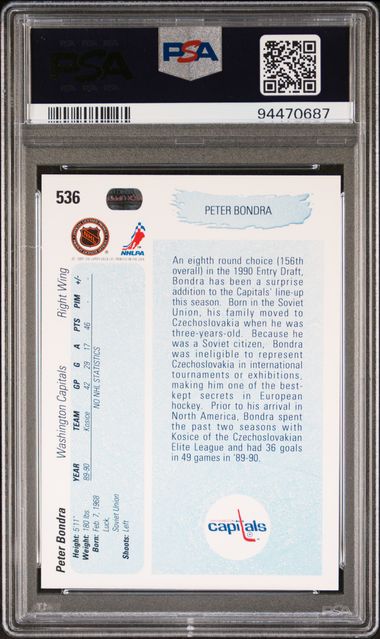 PSA
PSA
94470687
536
PETER BONDRA
NHL
NHLPA
An eighth round choice (156th
overall) in the 1990 Entry Draft,
Bondra has been a surprise
addition to the Capitals' line-up
this season. Born in the Soviet
Union, his family moved to
Czechoslovakia when he was
three-years-old. Because he
was a Soviet citizen, Bondra
was ineligible to represent
Czechoslovakia in international
tournaments or exhibitions,
making him one of the best-
kept secrets in European
hockey. Prior to his arrival in
North America, Bondra spent
the past two seasons with
Kosice of the Czechoslovakian
Elite League and had 36 goals
in 49 games in '89-90.
capitals
Peter Bondra Washington Capitals Right Wing
Height: 5'11"
Weight: 180 lbs
Born: Feb 7, 1968
Luck,
Soviet Union
Shoots: Left
YEAR TEAM GP G A PTS PIM +/-
89-90 Kosice 42 29 17 46 - -
NO NHL STATISTICS
PSA